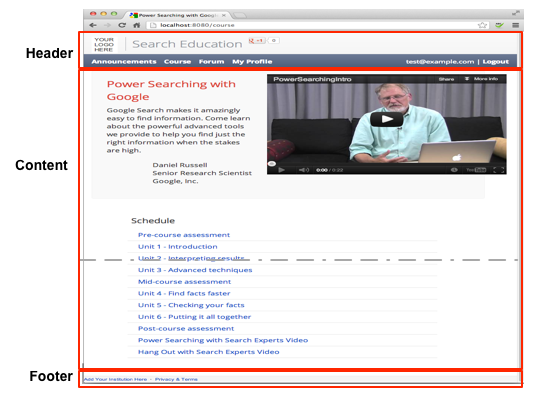 Power Searching with Googl
localhost:8080/course
Header
YOUR
LOGO
HERE
Search Education
+1
Announcements Course Forum My Profile
test@example.com | Logout
Content
Power Searching with
Google
Google Search makes it amazingly
easy to find information. Come learn
about the powerful advanced tools
we provide to help you find just the
right information when the stakes
are high.
Daniel Russell
Senior Research Scientist
Google, Inc.
PowerSearchingIntro
Share
More info
0:00 / 0:22
YouTube
Schedule
Pre-course assessment
Unit 1 - Introduction
Unit 2 - Interpreting results
Unit 3 - Advanced techniques
Mid-course assessment
Unit 4 - Find facts faster
Unit 5 - Checking your facts
Unit 6 - Putting it all together
Post-course assessment
Power Searching with Search Experts Video
Hang Out with Search Experts Video
Footer
Add Your Institution Here - Privacy & Terms